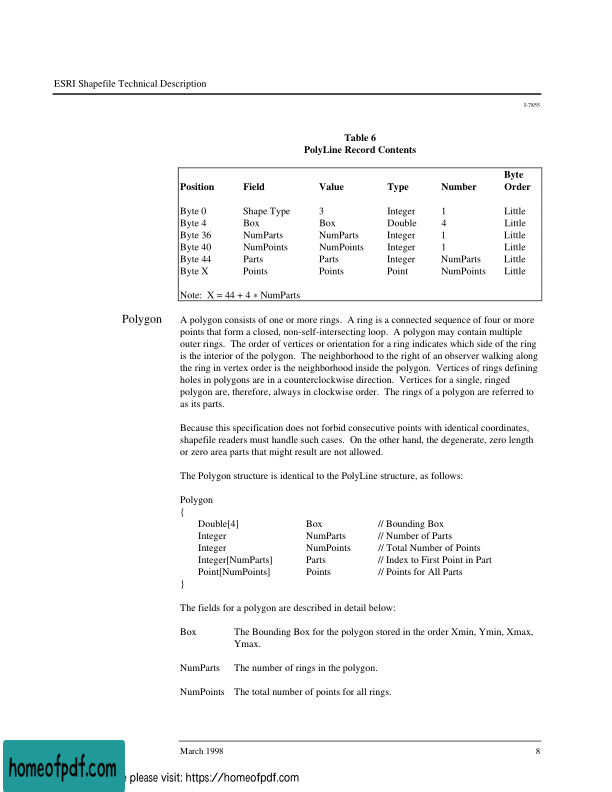 ESRI Shapefile Technical Description
J-7855
Table 6
PolyLine Record Contents
Byte
Position Field Value Type Number Order
Byte 0 Shape Type 3 Integer 1 Little
Byte 4 Box Box Double 4 Little
Byte 36 NumParts NumParts Integer 1 Little
Byte 40 NumPoints NumPoints Integer 1 Little
Byte 44 Parts Parts Integer NumParts Little
Byte X Points Points Point NumPoints Little
Note: X = 44 + 4 ∗ NumParts
Polygon A polygon consists of one or more rings. A ring is a connected sequence of four or more
points that form a closed, non-self-intersecting loop. A polygon may contain multiple
outer rings. The order of vertices or orientation for a ring indicates which side of the ring
is the interior of the polygon. The neighborhood to the right of an observer walking along
the ring in vertex order is the neighborhood inside the polygon. Vertices of rings defining
holes in polygons are in a counterclockwise direction. Vertices for a single, ringed
polygon are, therefore, always in clockwise order. The rings of a polygon are referred to
as its parts.
Because this specification does not forbid consecutive points with identical coordinates,
shapefile readers must handle such cases. On the other hand, the degenerate, zero length
or zero area parts that might result are not allowed.
The Polygon structure is identical to the PolyLine structure, as follows:
Polygon
{
Double[4] Box // Bounding Box
Integer NumParts // Number of Parts
Integer NumPoints // Total Number of Points
Integer[NumParts] Parts // Index to First Point in Part
Point[NumPoints] Points // Points for All Parts
}
The fields for a polygon are described in detail below:
Box The Bounding Box for the polygon stored in the order Xmin, Ymin, Xmax,
Ymax.
NumParts The number of rings in the polygon.
NumPoints The total number of points for all rings.
March 1998 8
homeofpdf.com
please visit: https://homeofpdf.com